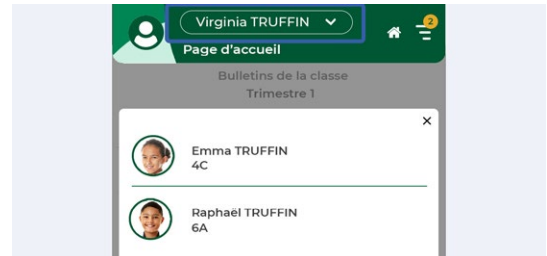 Virginia TRUFFIN
2
Page d'accueil
Bulletins de la classe
Trimestre 1
Emma TRUFFIN
4C
Raphaël TRUFFIN
6A